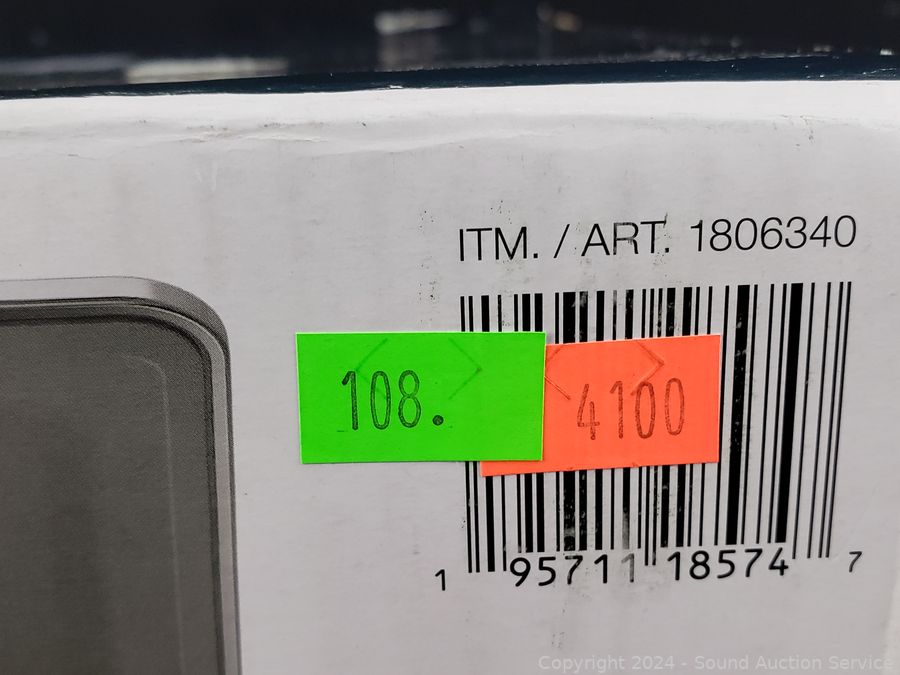 ITM. / ART. 1806340
108.
4100
1 95711 18574 7
Copyright 2024 - Sound Auction Service